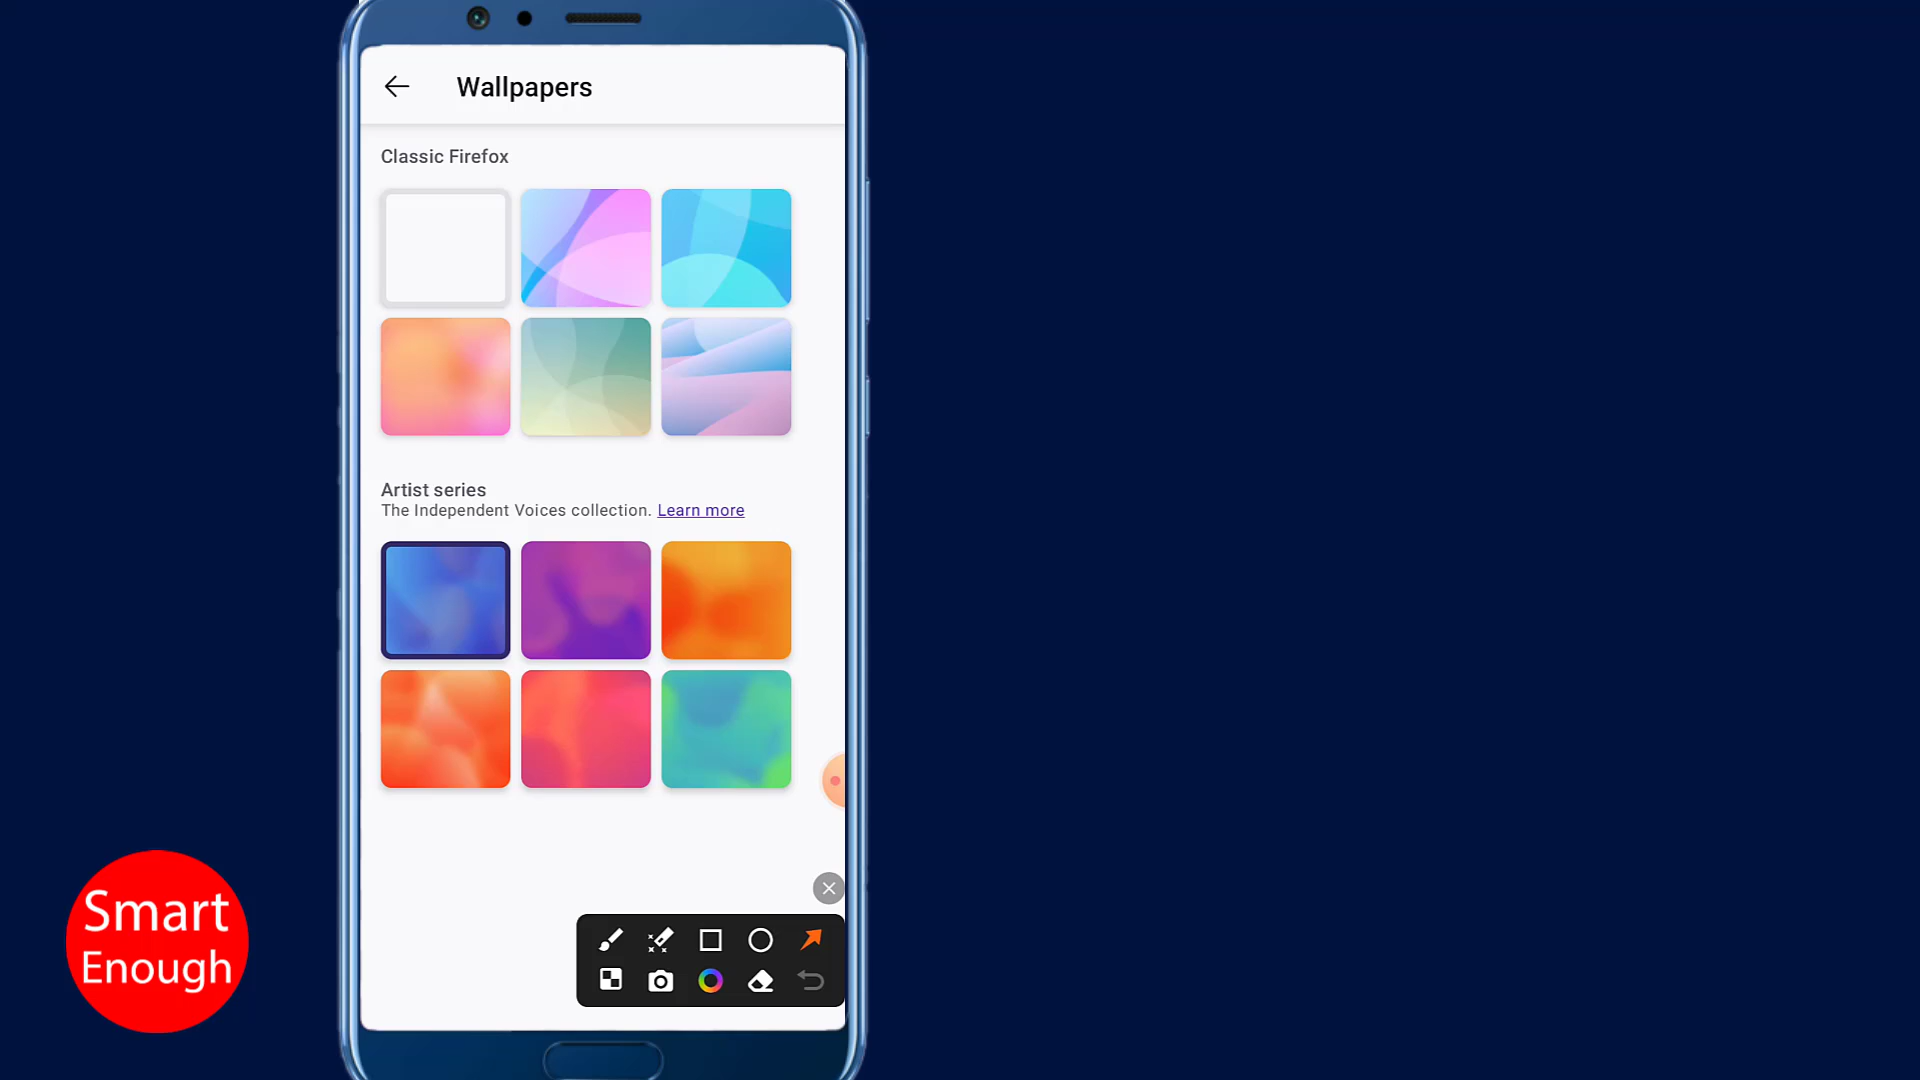 Wallpapers
Classic Firefox
Artist series
The Independent Voices collection. Learn more
Smart
Enough